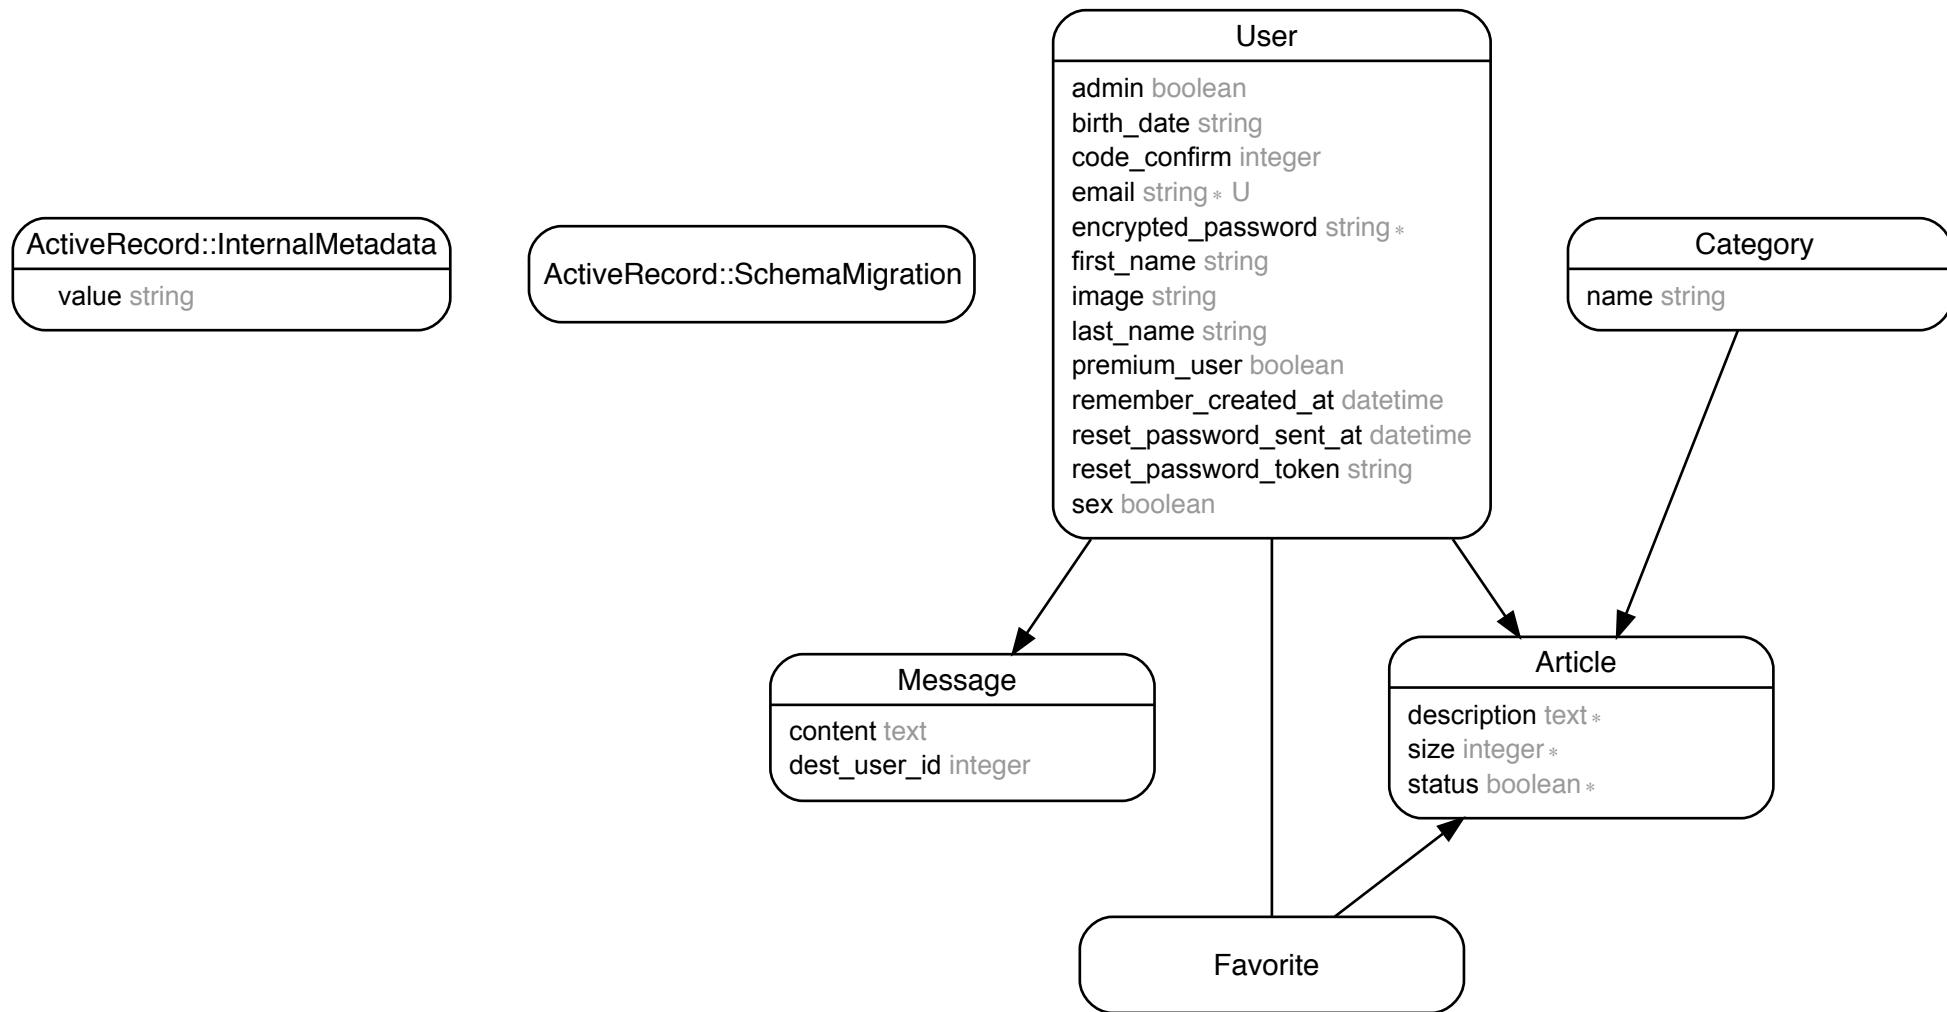 User
admin boolean
birth_date string
code_confirm integer
email string* U
encrypted_password string*
first_name string
image string
last_name string
premium_user boolean
remember_created_at datetime
reset_password_sent_at datetime
reset_password_token string
sex boolean
ActiveRecord::InternalMetadata
value string
ActiveRecord::SchemaMigration
Category
name string
Message
content text
dest_user_id integer
Article
description text*
size integer*
status boolean*
Favorite